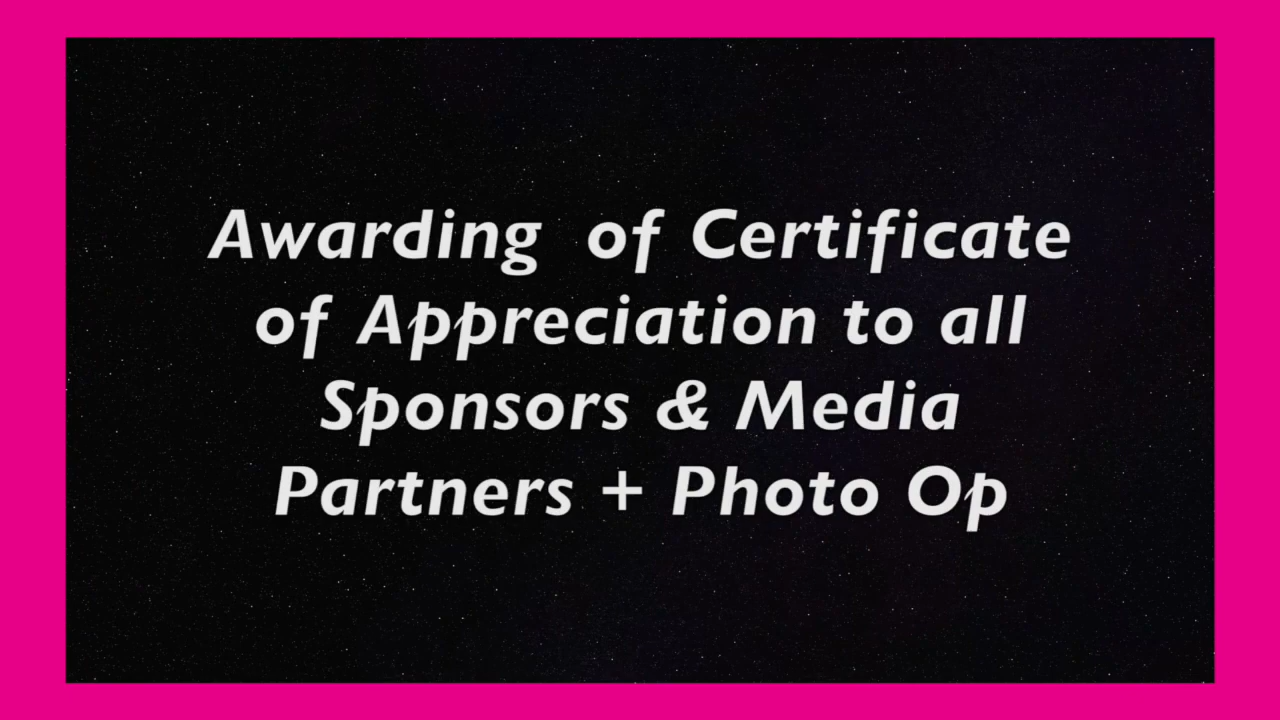 Awarding  of Certificate
of Appreciation to all
Sponsors & Media
Partners + Photo Op